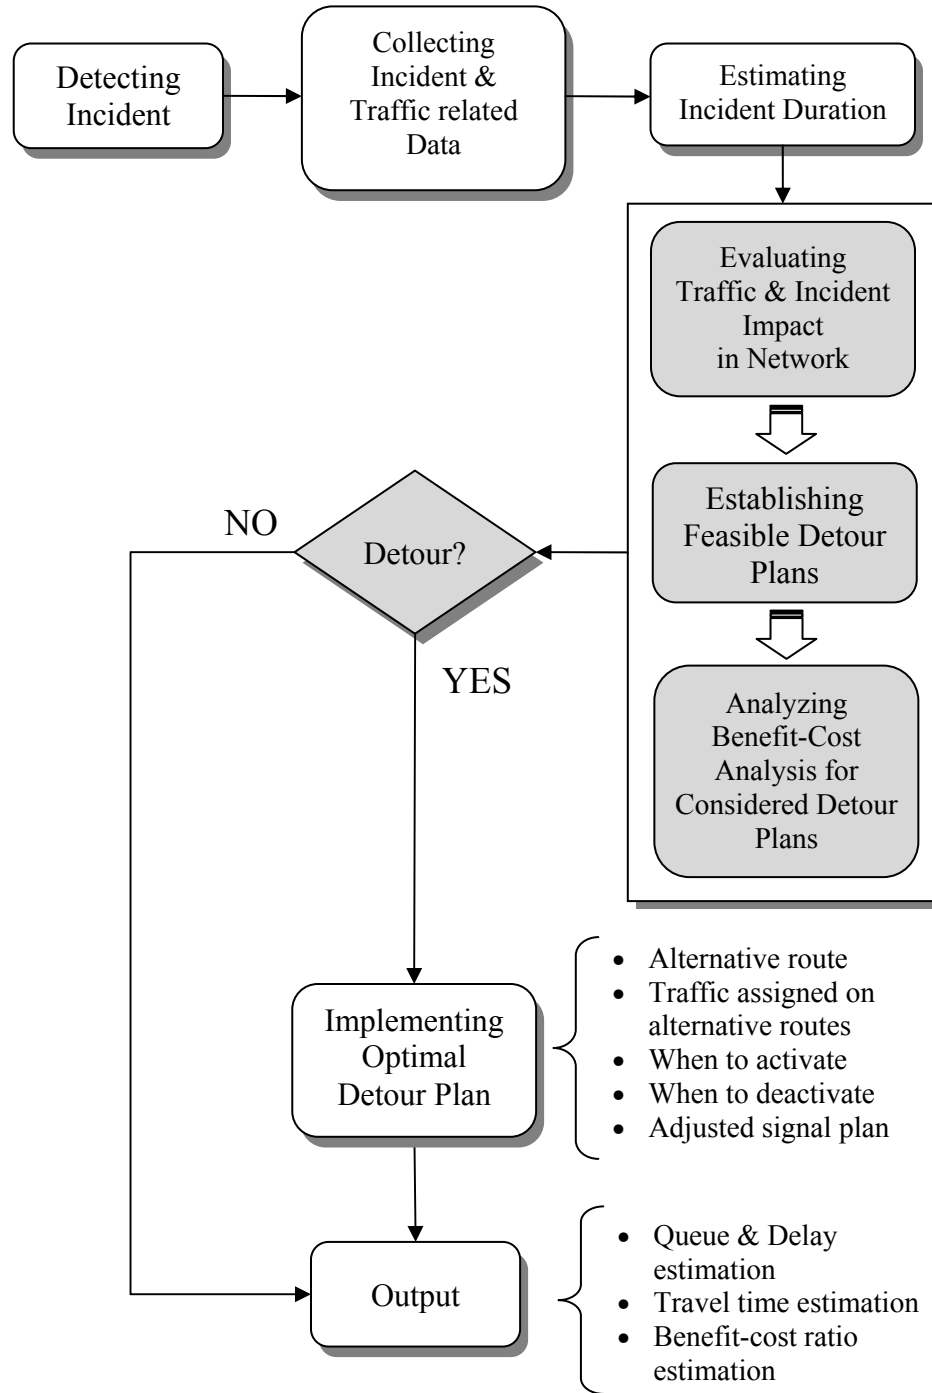 Detecting
Incident
Collecting
Incident &
Traffic related
Data
Estimating
Incident Duration
Evaluating
Traffic & Incident
Impact
in Network
Establishing
Feasible Detour
Plans
Analyzing
Benefit-Cost
Analysis for
Considered Detour
Plans
Detour?
NO
YES
Implementing
Optimal
Detour Plan
• Alternative route
• Traffic assigned on
alternative routes
• When to activate
• When to deactivate
• Adjusted signal plan
Output
• Queue & Delay
estimation
• Travel time estimation
• Benefit-cost ratio
estimation